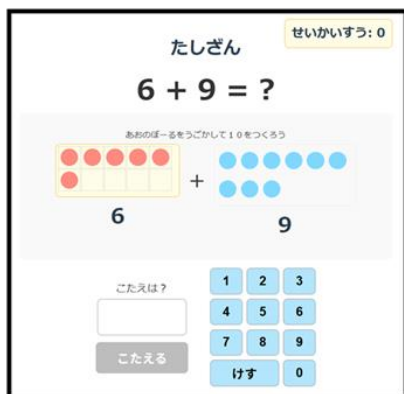 せいかいすう: 0
たしざん
6 + 9 = ?
あおのぼーるをうごかして１０をつくろう
+
6
9
こたえは？
こたえる
1 2 3
4 5 6
7 8 9
けす 0